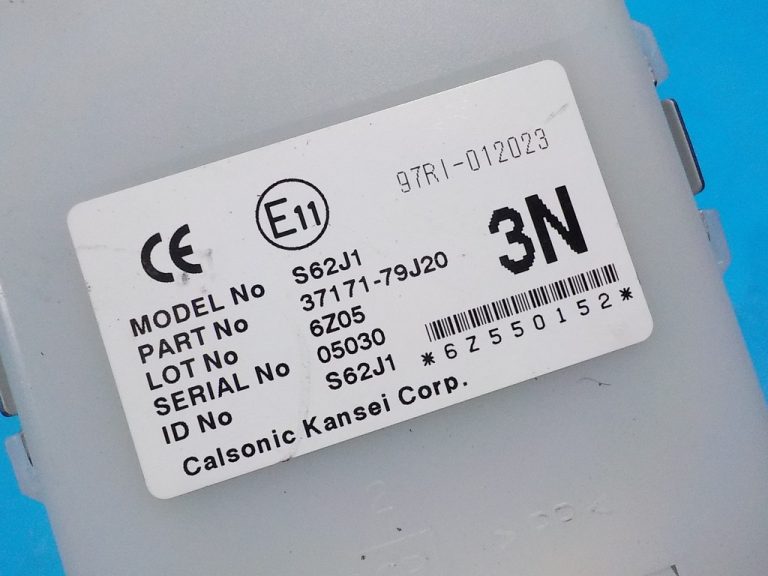 97RI-012023
CE
E11
3N
MODEL No S62J1
PART No 37171-79J20
LOT No 6Z05
SERIAL No 05030
ID No S62J1
*6Z550152*
Calsonic Kansei Corp.